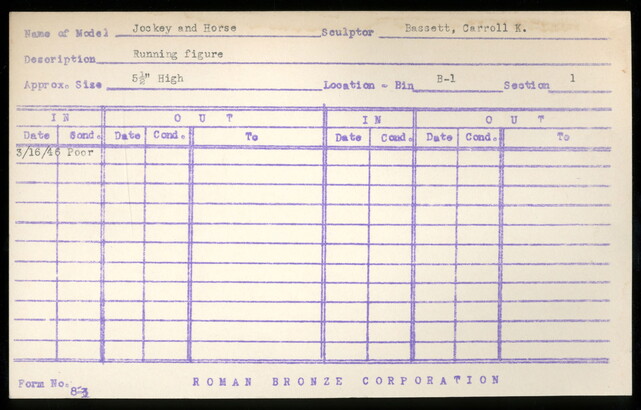 Name of Model Jockey and Horse Sculptor Bassett, Carroll K.
Description Running figure
Approx. Size 5½" High Location - Bin B-1 Section 1
IN OUT IN OUT
Date Cond. Date Cond. To Date Cond. Date Cond. To
3/16/46 Poor
Form No. ROMAN BRONZE CORPORATION